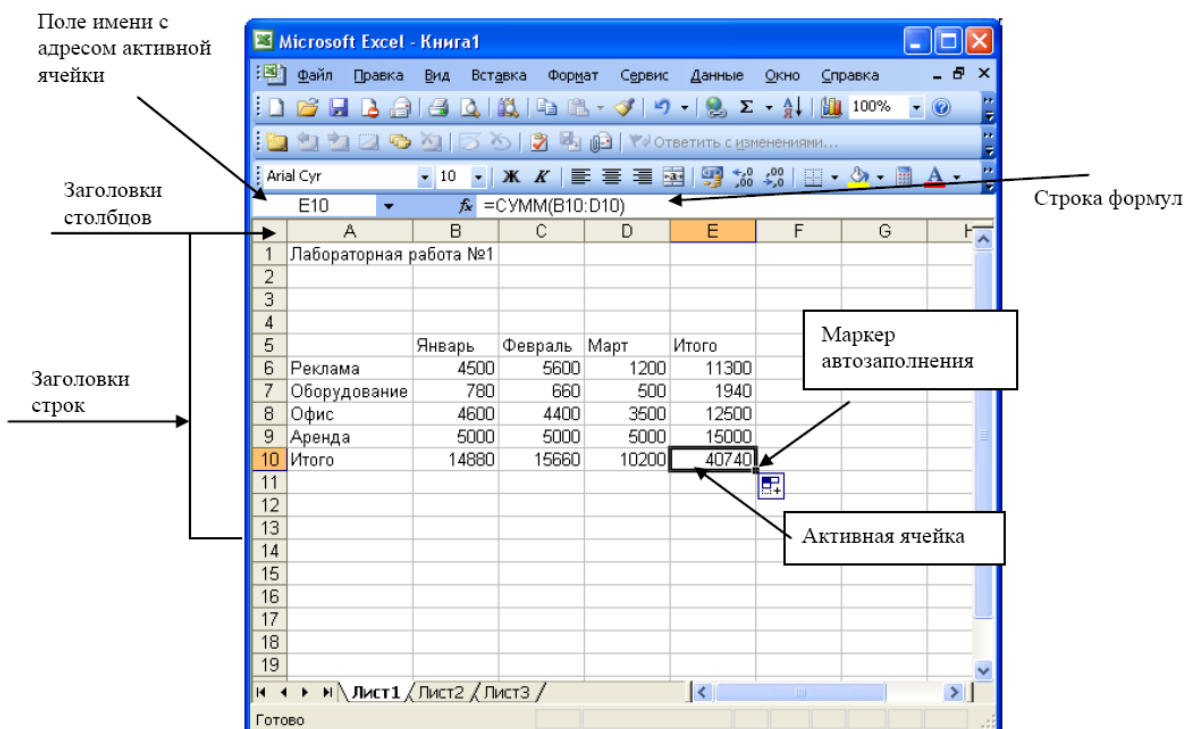 Поле имени с
адресом активной
ячейки
Заголовки
столбцов
Заголовки
строк
Microsoft Excel - Книга1
Файл Правка Вид Вставка Формат Сервис Данные Окно Справка
100%
Ответить с изменениями...
Arial Cyr 10 Ж К
E10 fx =СУММ(B10:D10)
Строка формул
A B C D E F G H
1 Лабораторная работа №1
2
3
4
5 Январь Февраль Март Итого
6 Реклама 4500 5600 1200 11300
7 Оборудование 780 660 500 1940
8 Офис 4600 4400 3500 12500
9 Аренда 5000 5000 5000 15000
10 Итого 14880 15660 10200 40740
11
12
13
14
15
16
17
18
19
Маркер
автозаполнения
Активная ячейка
Лист1 Лист2 Лист3
Готово